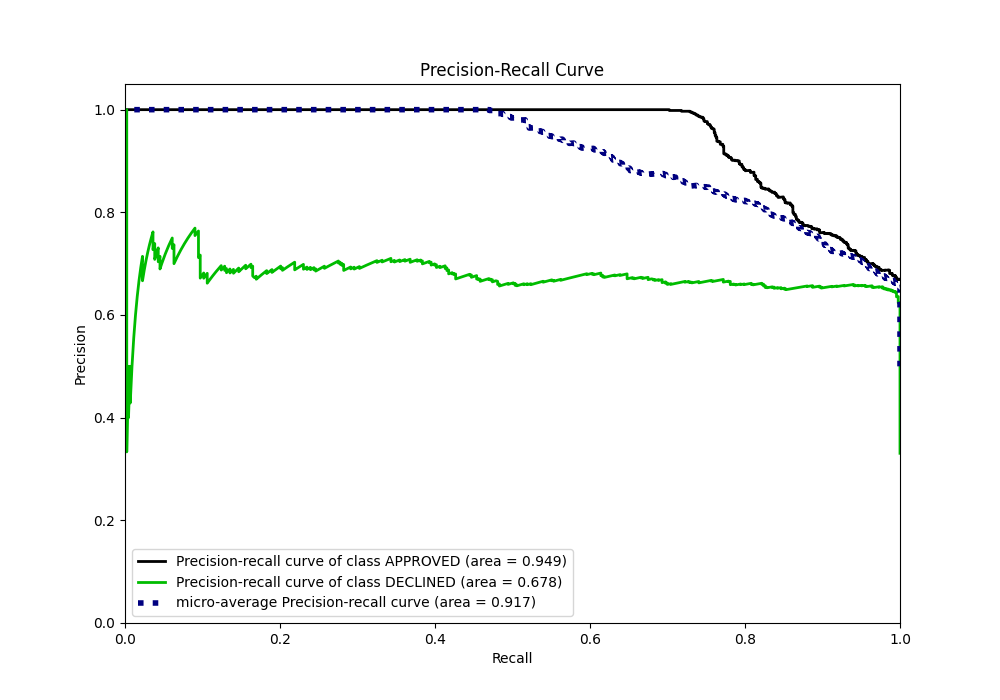 Precision-Recall Curve
1.0
0.8
0.6
0.4
0.2
0.0
Precision
Precision-recall curve of class APPROVED (area = 0.949)
Precision-recall curve of class DECLINED (area = 0.678)
micro-average Precision-recall curve (area = 0.917)
0.0 0.2 0.4 0.6 0.8 1.0
Recall